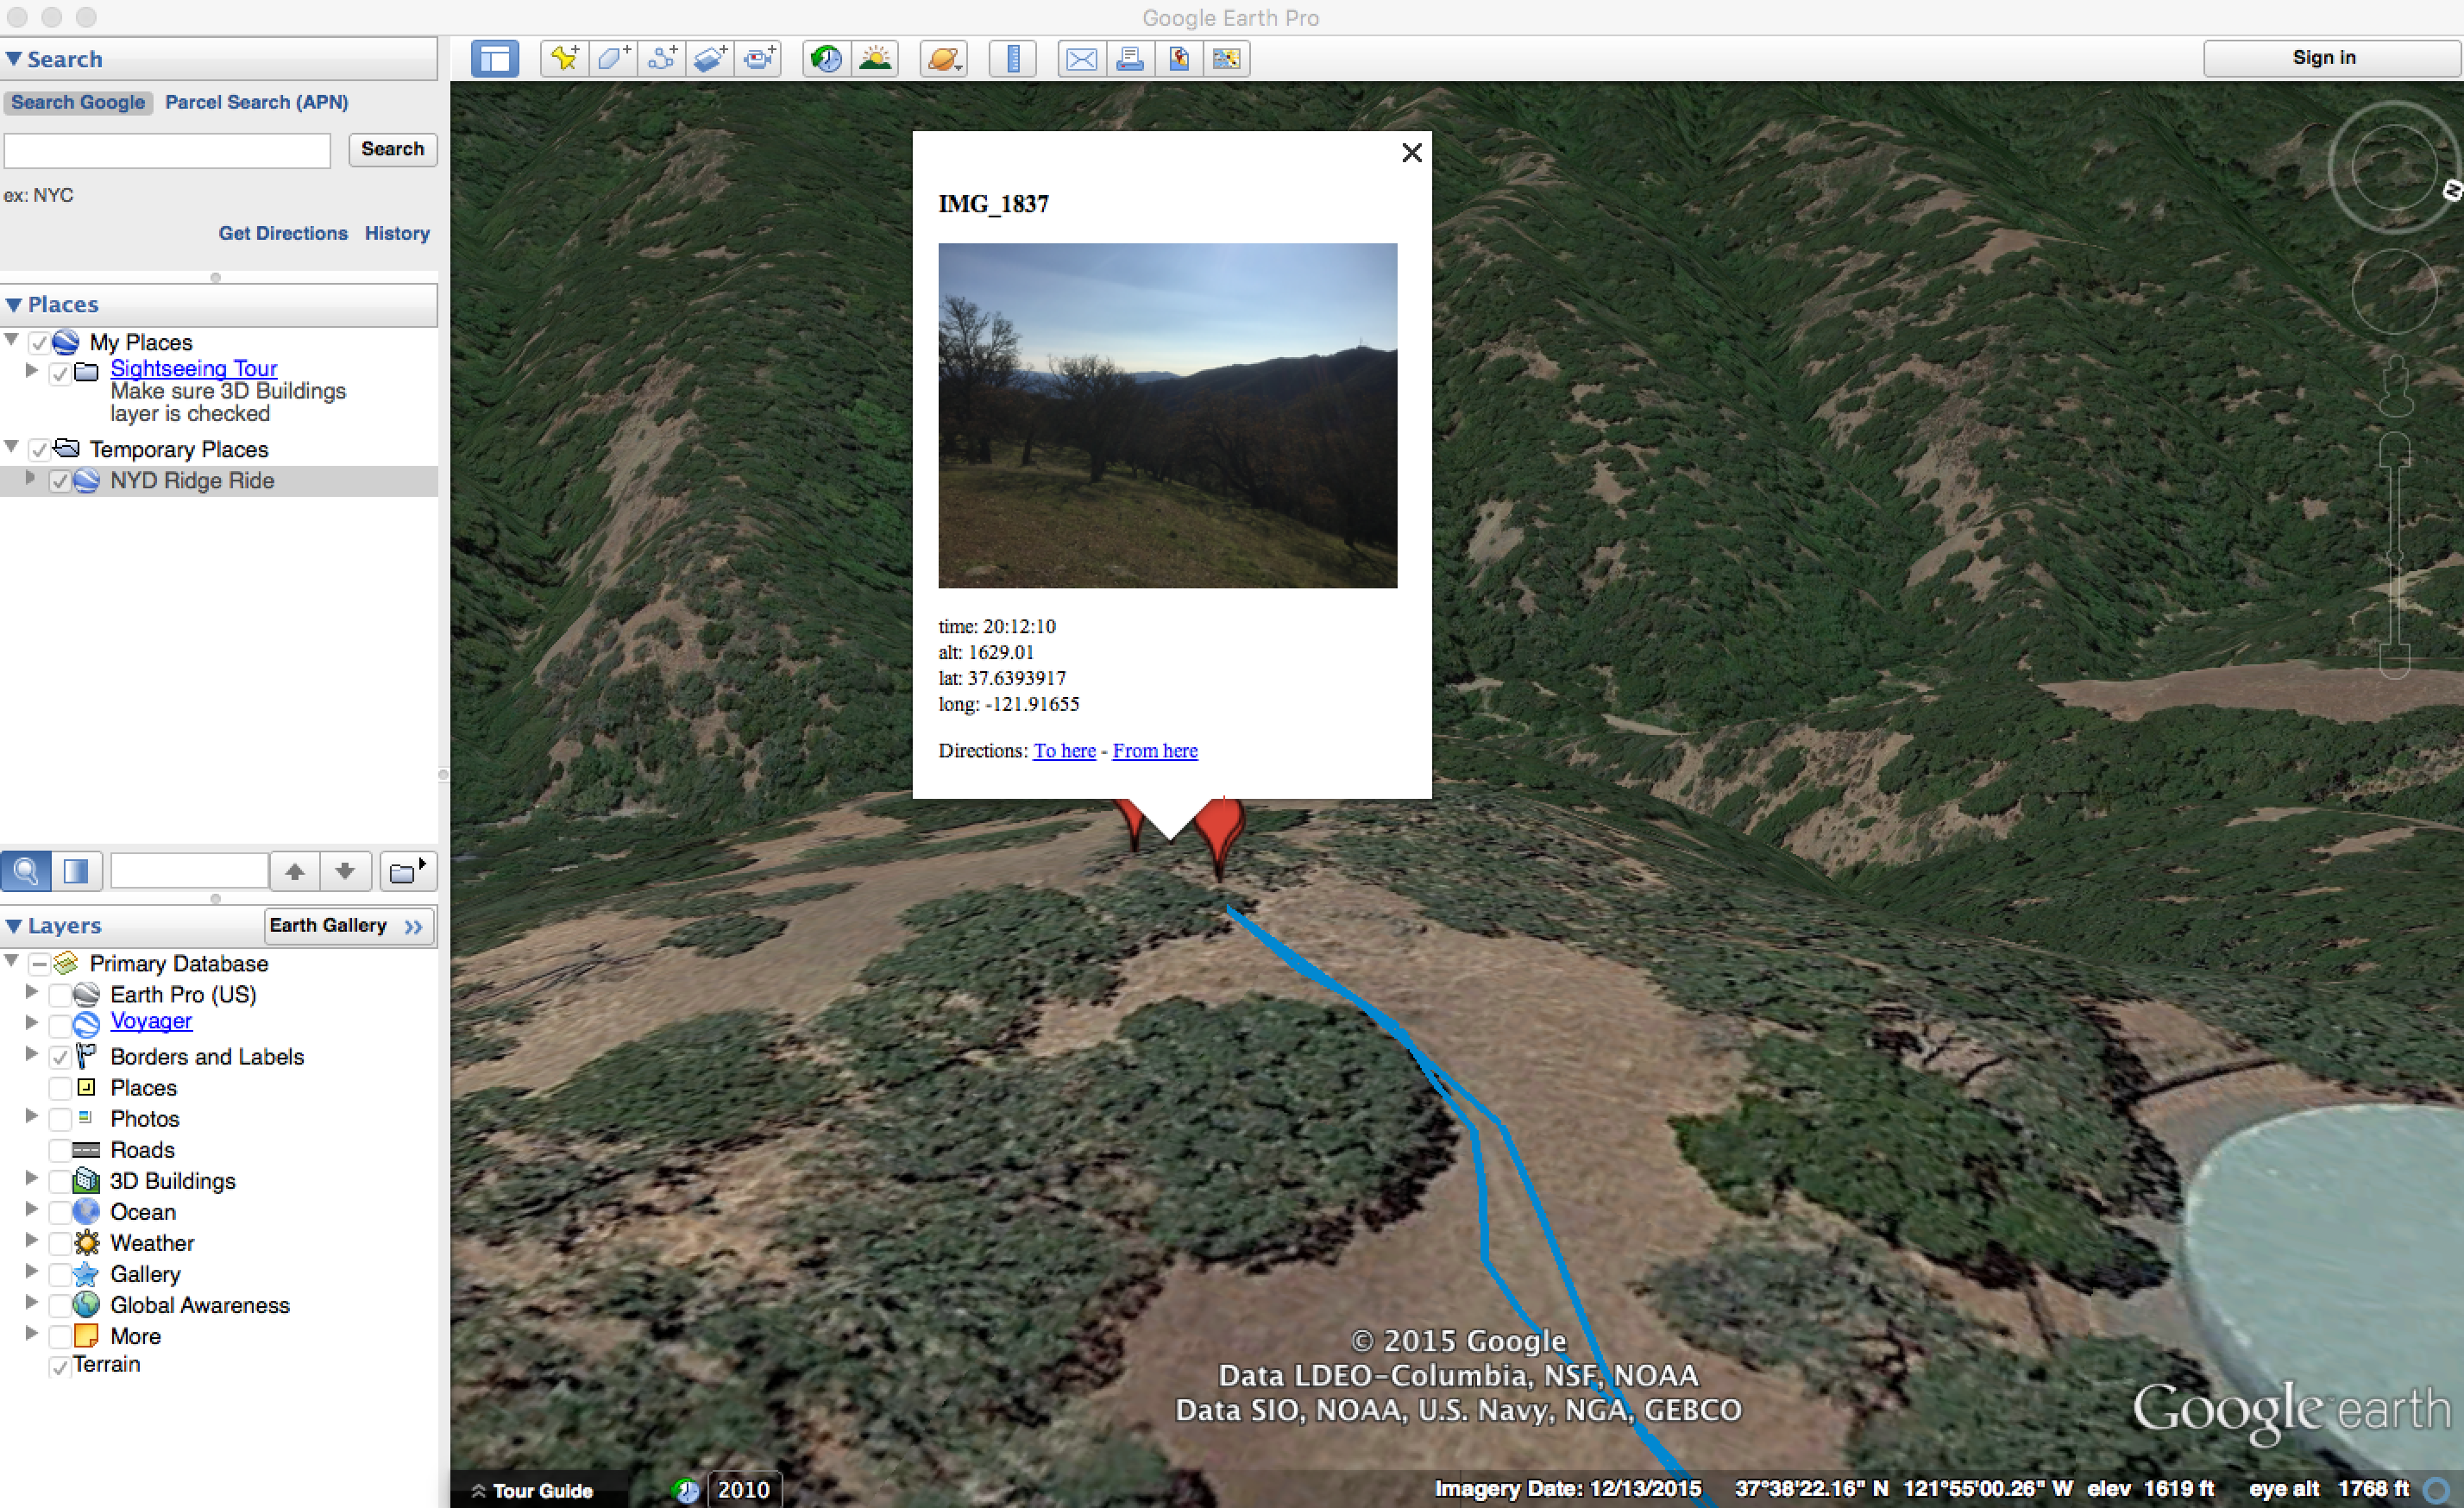 Google Earth Pro
Search
Sign in
Search Google Parcel Search (APN)
Search
ex: NYC
Get Directions History
Places
My Places
Sightseeing Tour
Make sure 3D Buildings
layer is checked
Temporary Places
NYD Ridge Ride
Layers
Earth Gallery »
Primary Database
Earth Pro (US)
Voyager
Borders and Labels
Places
Photos
Roads
3D Buildings
Ocean
Weather
Gallery
Global Awareness
More
Terrain
N
IMG_1837
time: 20:12:10
alt: 1629.01
lat: 37.6393917
long: -121.91655
Directions: To here - From here
© 2015 Google
Data LDEO-Columbia, NSF, NOAA
Data SIO, NOAA, U.S. Navy, NGA, GEBCO
Google earth
Tour Guide
2010
Imagery Date: 12/13/2015 37°38'22.16" N 121°55'00.26" W elev 1619 ft eye alt 1768 ft